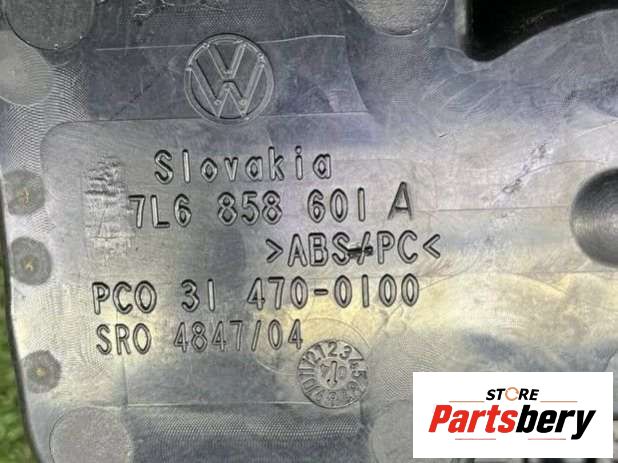 Slovakia
7L6 858 601 A
>ABS+PC<
PCO 31 470-0100
SRO 4847/04
STORE
Partsbery